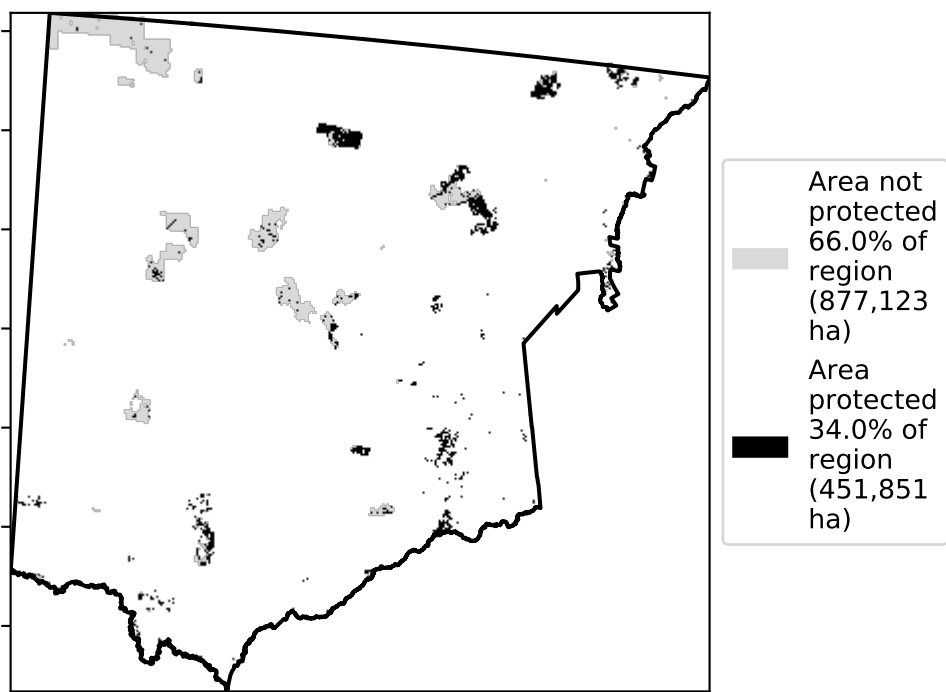 Area not
protected
66.0% of
region
(877,123
ha)
Area
protected
34.0% of
region
(451,851
ha)